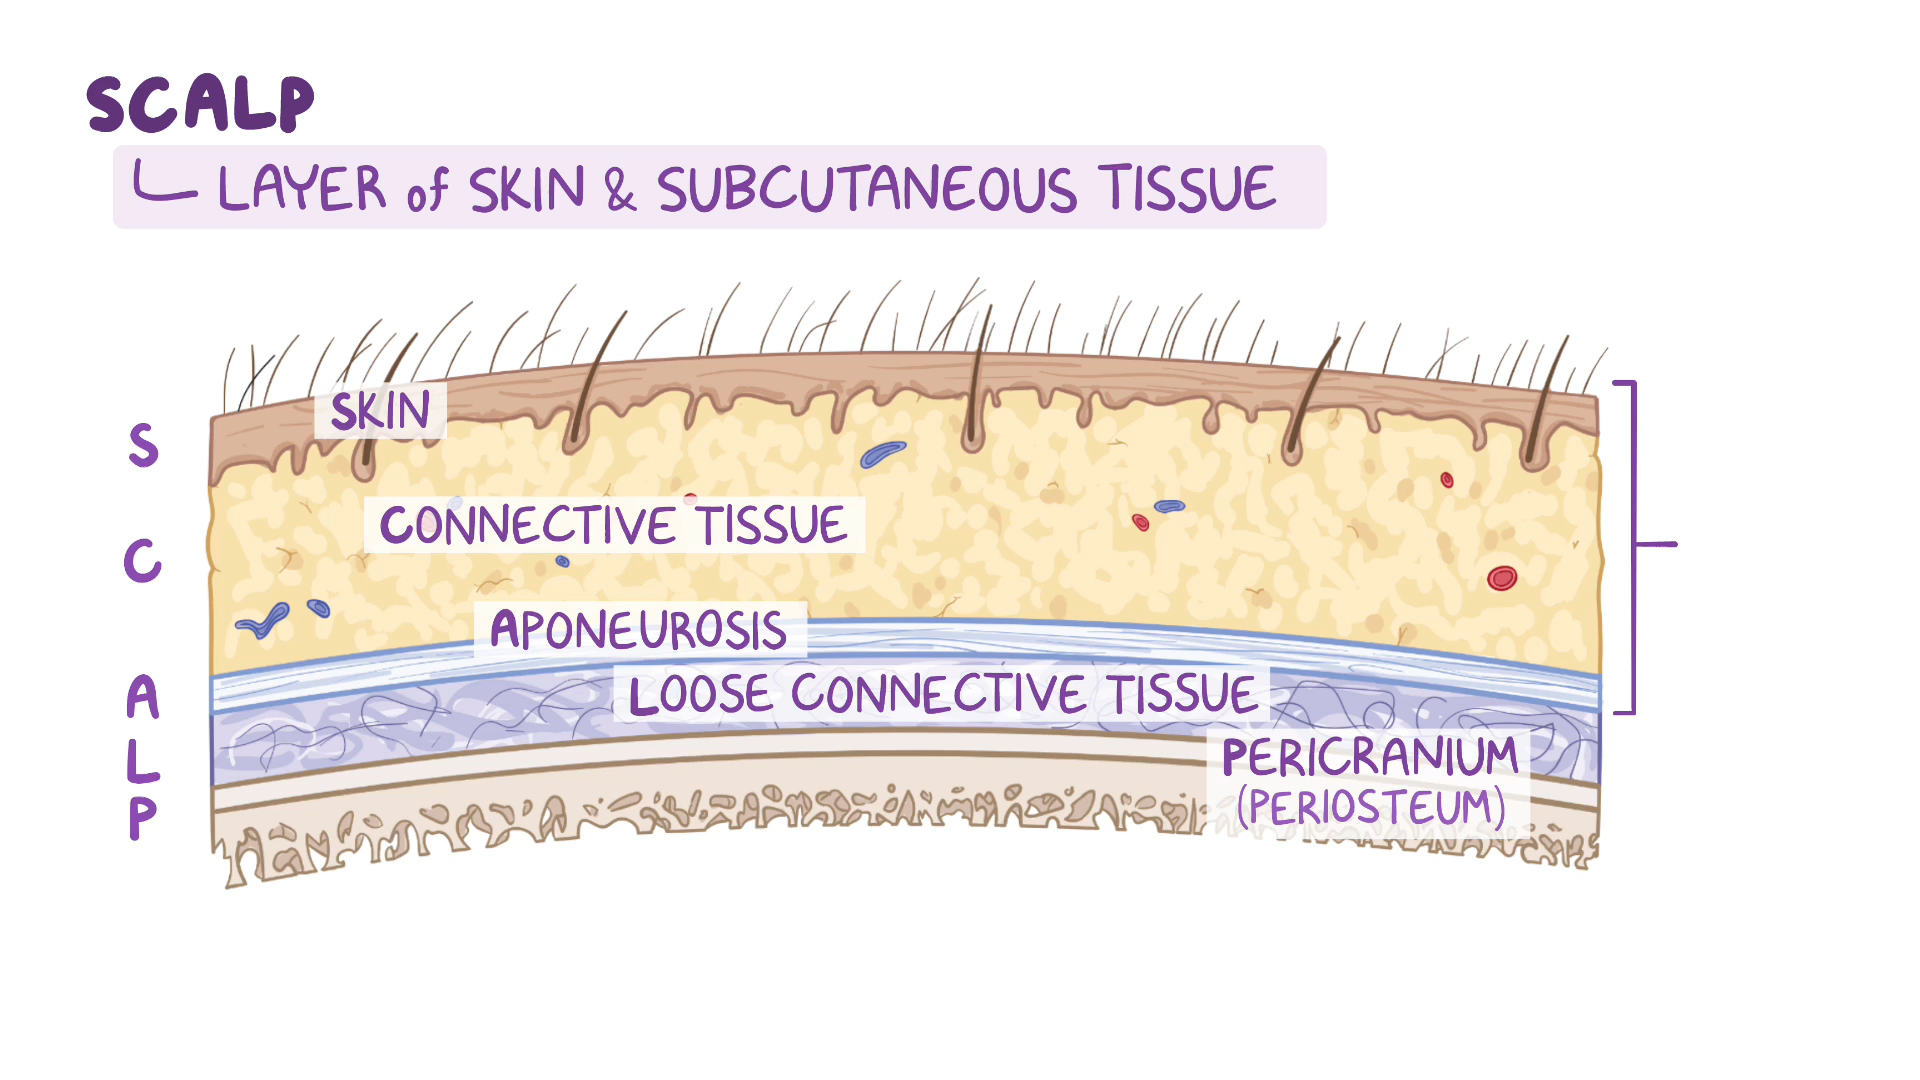 SCALP
LAYER of SKIN & SUBCUTANEOUS TISSUE
S
SKIN
C
CONNECTIVE TISSUE
A
APONEUROSIS
L
LOOSE CONNECTIVE TISSUE
P
PERICRANIUM
(PERIOSTEUM)